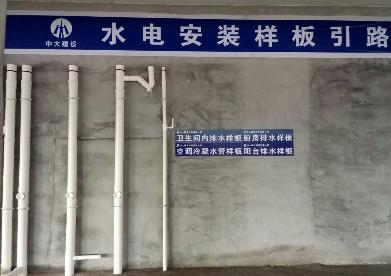 中大建设
水电安装样板引路
卫生间内排水样板 厨房排水样板
空调冷凝水管样板 阳台排水样板